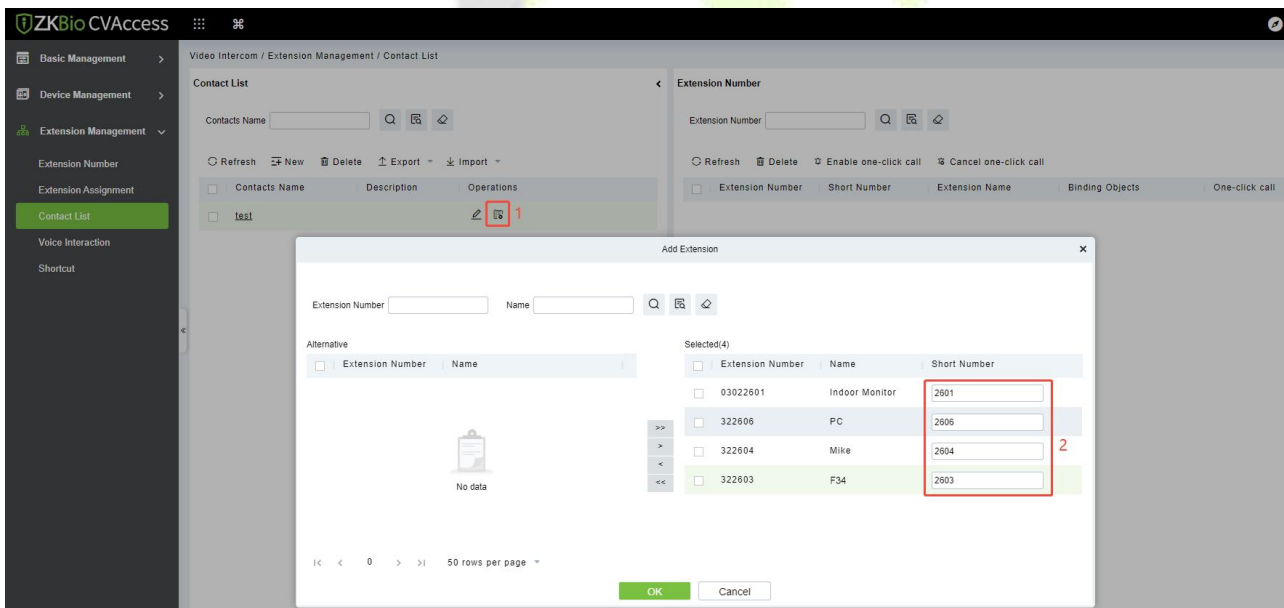 ZKBio CVAccess
Basic Management
Device Management
Extension Management
Extension Number
Extension Assignment
Contact List
Voice Interaction
Shortcut
Video Intercom / Extension Management / Contact List
Contact List
Contacts Name
Refresh New Delete Export Import
Contacts Name Description Operations
test 1
Extension Number
Extension Number
Refresh Delete Enable one-click call Cancel one-click call
Extension Number Short Number Extension Name Binding Objects One-click call
Add Extension
Extension Number Name
Alternative
Extension Number Name
No data
0 50 rows per page
Selected(4)
Extension Number Name Short Number
03022601 Indoor Monitor 2601
322606 PC 2606
322604 Mike 2604
322603 F34 2603
2
>>
>
<
<<
OK Cancel